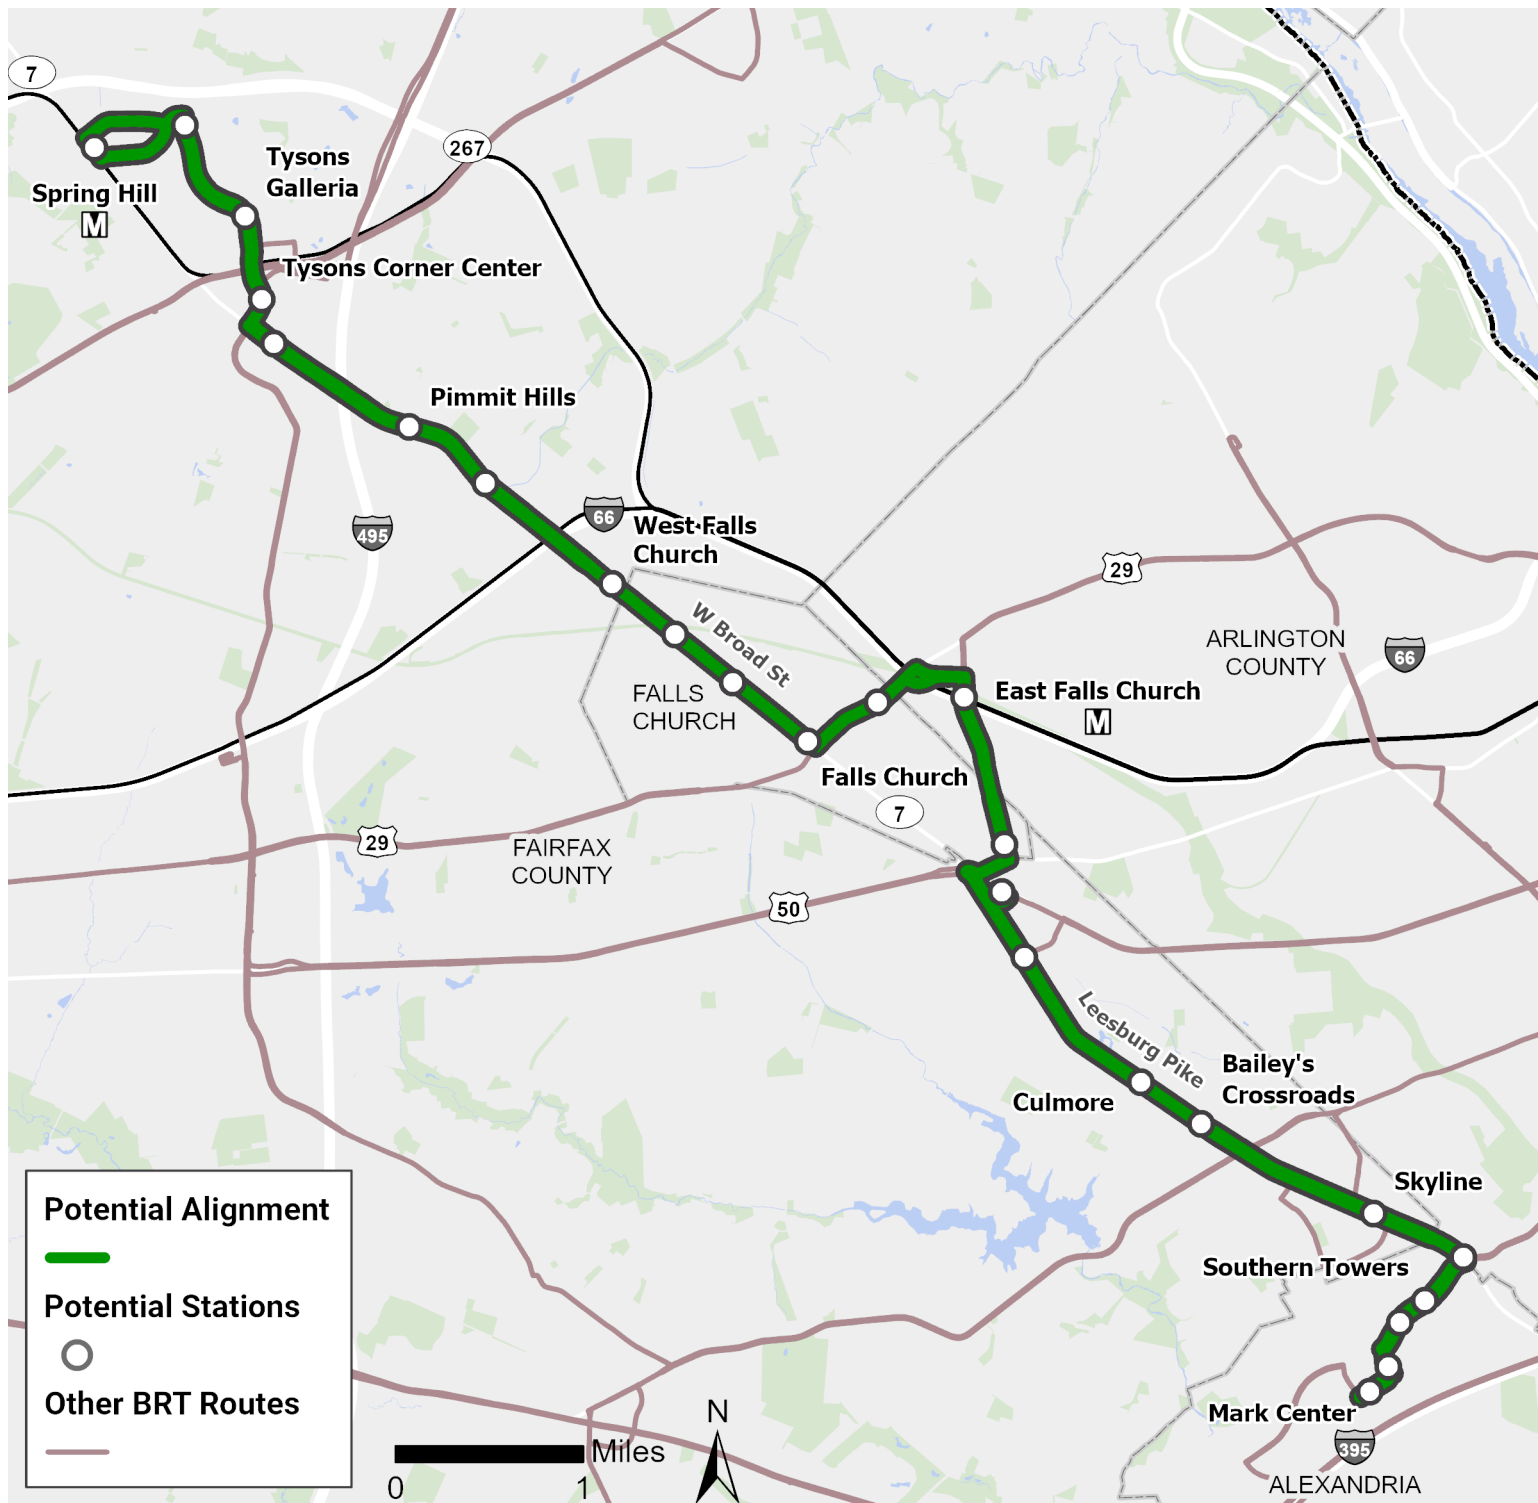 7
267
Tysons
Galleria
Spring Hill
M
Tysons Corner Center
Pimmit Hills
495
66
West Falls
Church
29
W Broad St
ARLINGTON
COUNTY
66
FALLS
CHURCH
East Falls Church
M
Falls Church
7
29
FAIRFAX
COUNTY
50
Leesburg Pike
Bailey's
Crossroads
Culmore
Skyline
Southern Towers
Mark Center
395
ALEXANDRIA
Potential Alignment
Potential Stations
Other BRT Routes
N
Miles
0 1